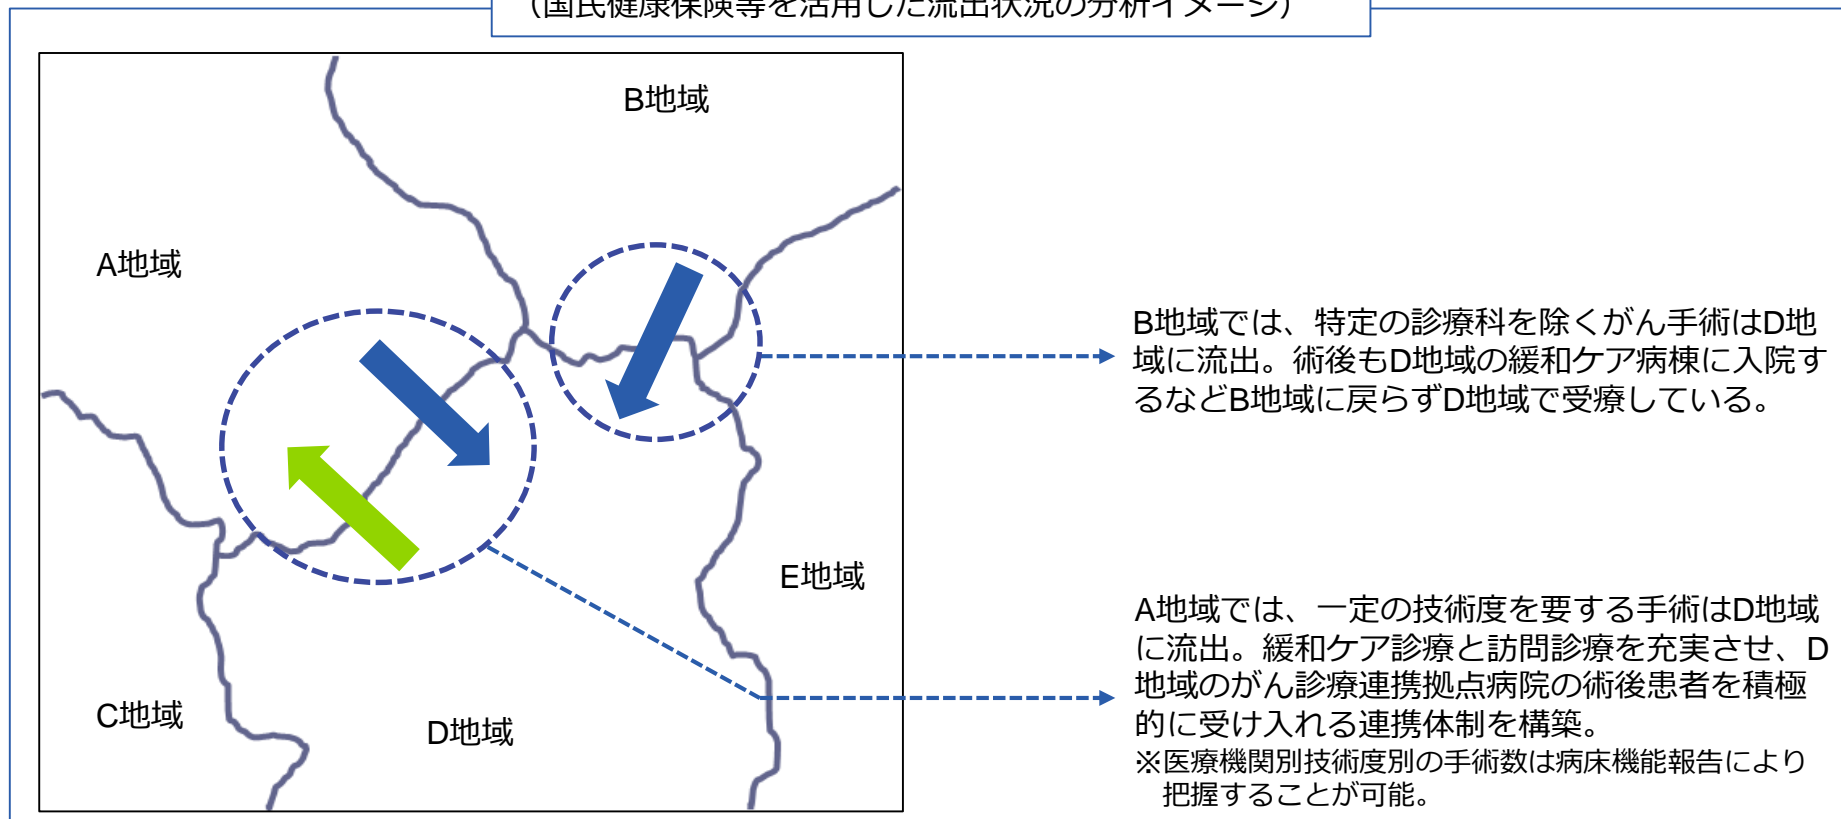 （国民健康保険等を活用した流出状況の分析イメージ）
B地域
A地域
B地域では、特定の診療科を除くがん手術はD地
域に流出。術後もD地域の緩和ケア病棟に入院す
るなどB地域に戻らずD地域で受療している。
E地域
A地域では、一定の技術度を要する手術はD地域
に流出。緩和ケア診療と訪問診療を充実させ、D
地域のがん診療連携拠点病院の術後患者を積極
的に受け入れる連携体制を構築。
※医療機関別技術度別の手術数は病床機能報告により
把握することが可能。
C地域
D地域